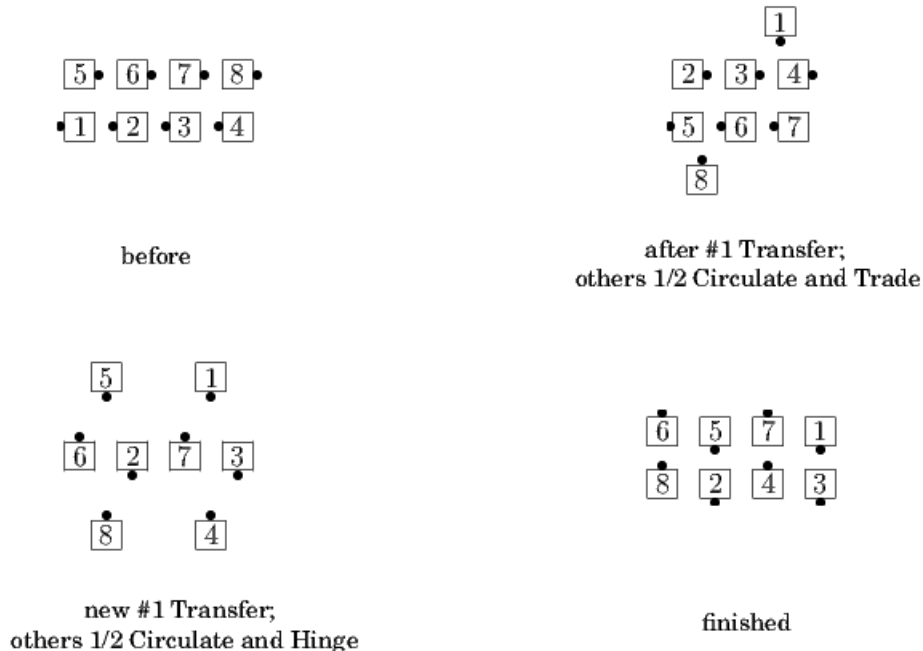 1
5 6 7 8
2 3 4
1 2 3 4
5 6 7
8
before
after #1 Transfer;
others 1/2 Circulate and Trade
5 1
6 2 7 3
8 4
6 5 7 1
8 2 4 3
new #1 Transfer;
others 1/2 Circulate and Hinge
finished